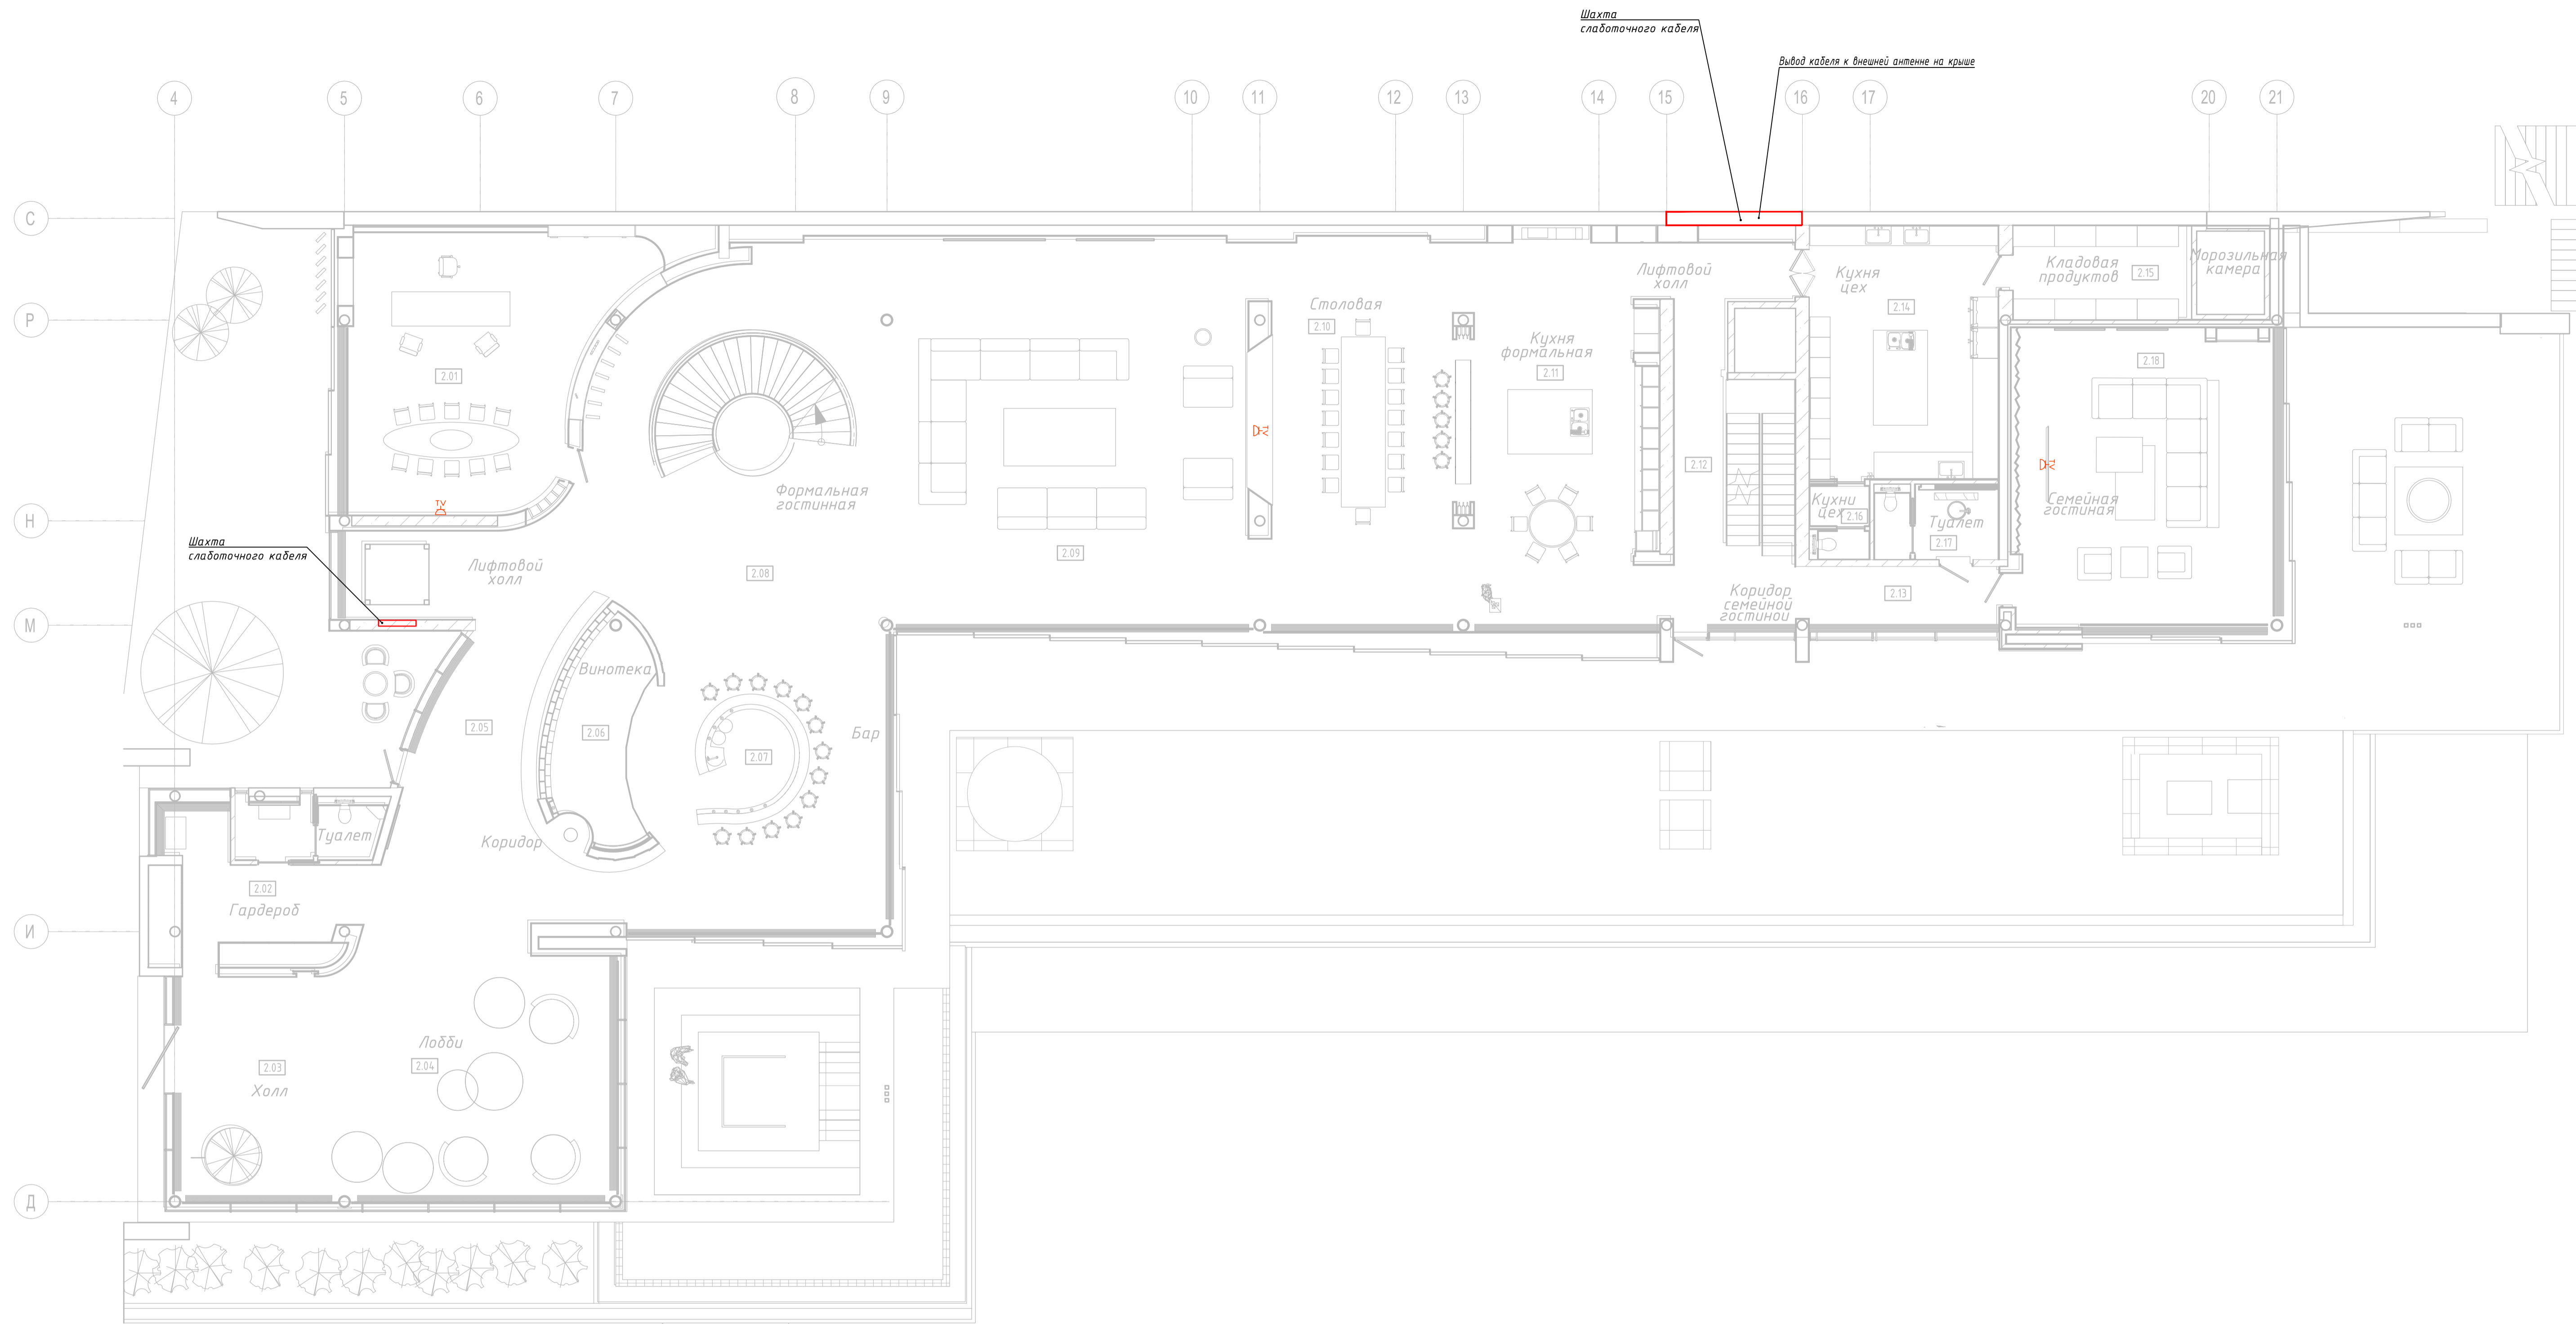 Шахта
слаботочного кабеля
Вывод кабеля к внешней антенне на крыше
4
5
6
7
8
9
10
11
12
13
14
15
16
17
20
21
С
Р
Н
М
И
Д
Лифтовой
холл
Кухня
цех
2.14
Кладовая
продуктов
2.15
Морозильная
камера
Столовая
2.10
Кухня
формальная
2.11
2.18
2.01
TV
TV
TV
2.12
Формальная
гостинная
Кухни
цех
2.16
Туалет
2.17
Семейная
гостиная
Шахта
слаботочного кабеля
Лифтовой
холл
2.08
2.09
Коридор
семейной
гостиной
2.13
Винотека
2.05
2.06
2.07
Бар
Туалет
Коридор
2.02
Гардероб
Лобби
2.04
2.03
Холл